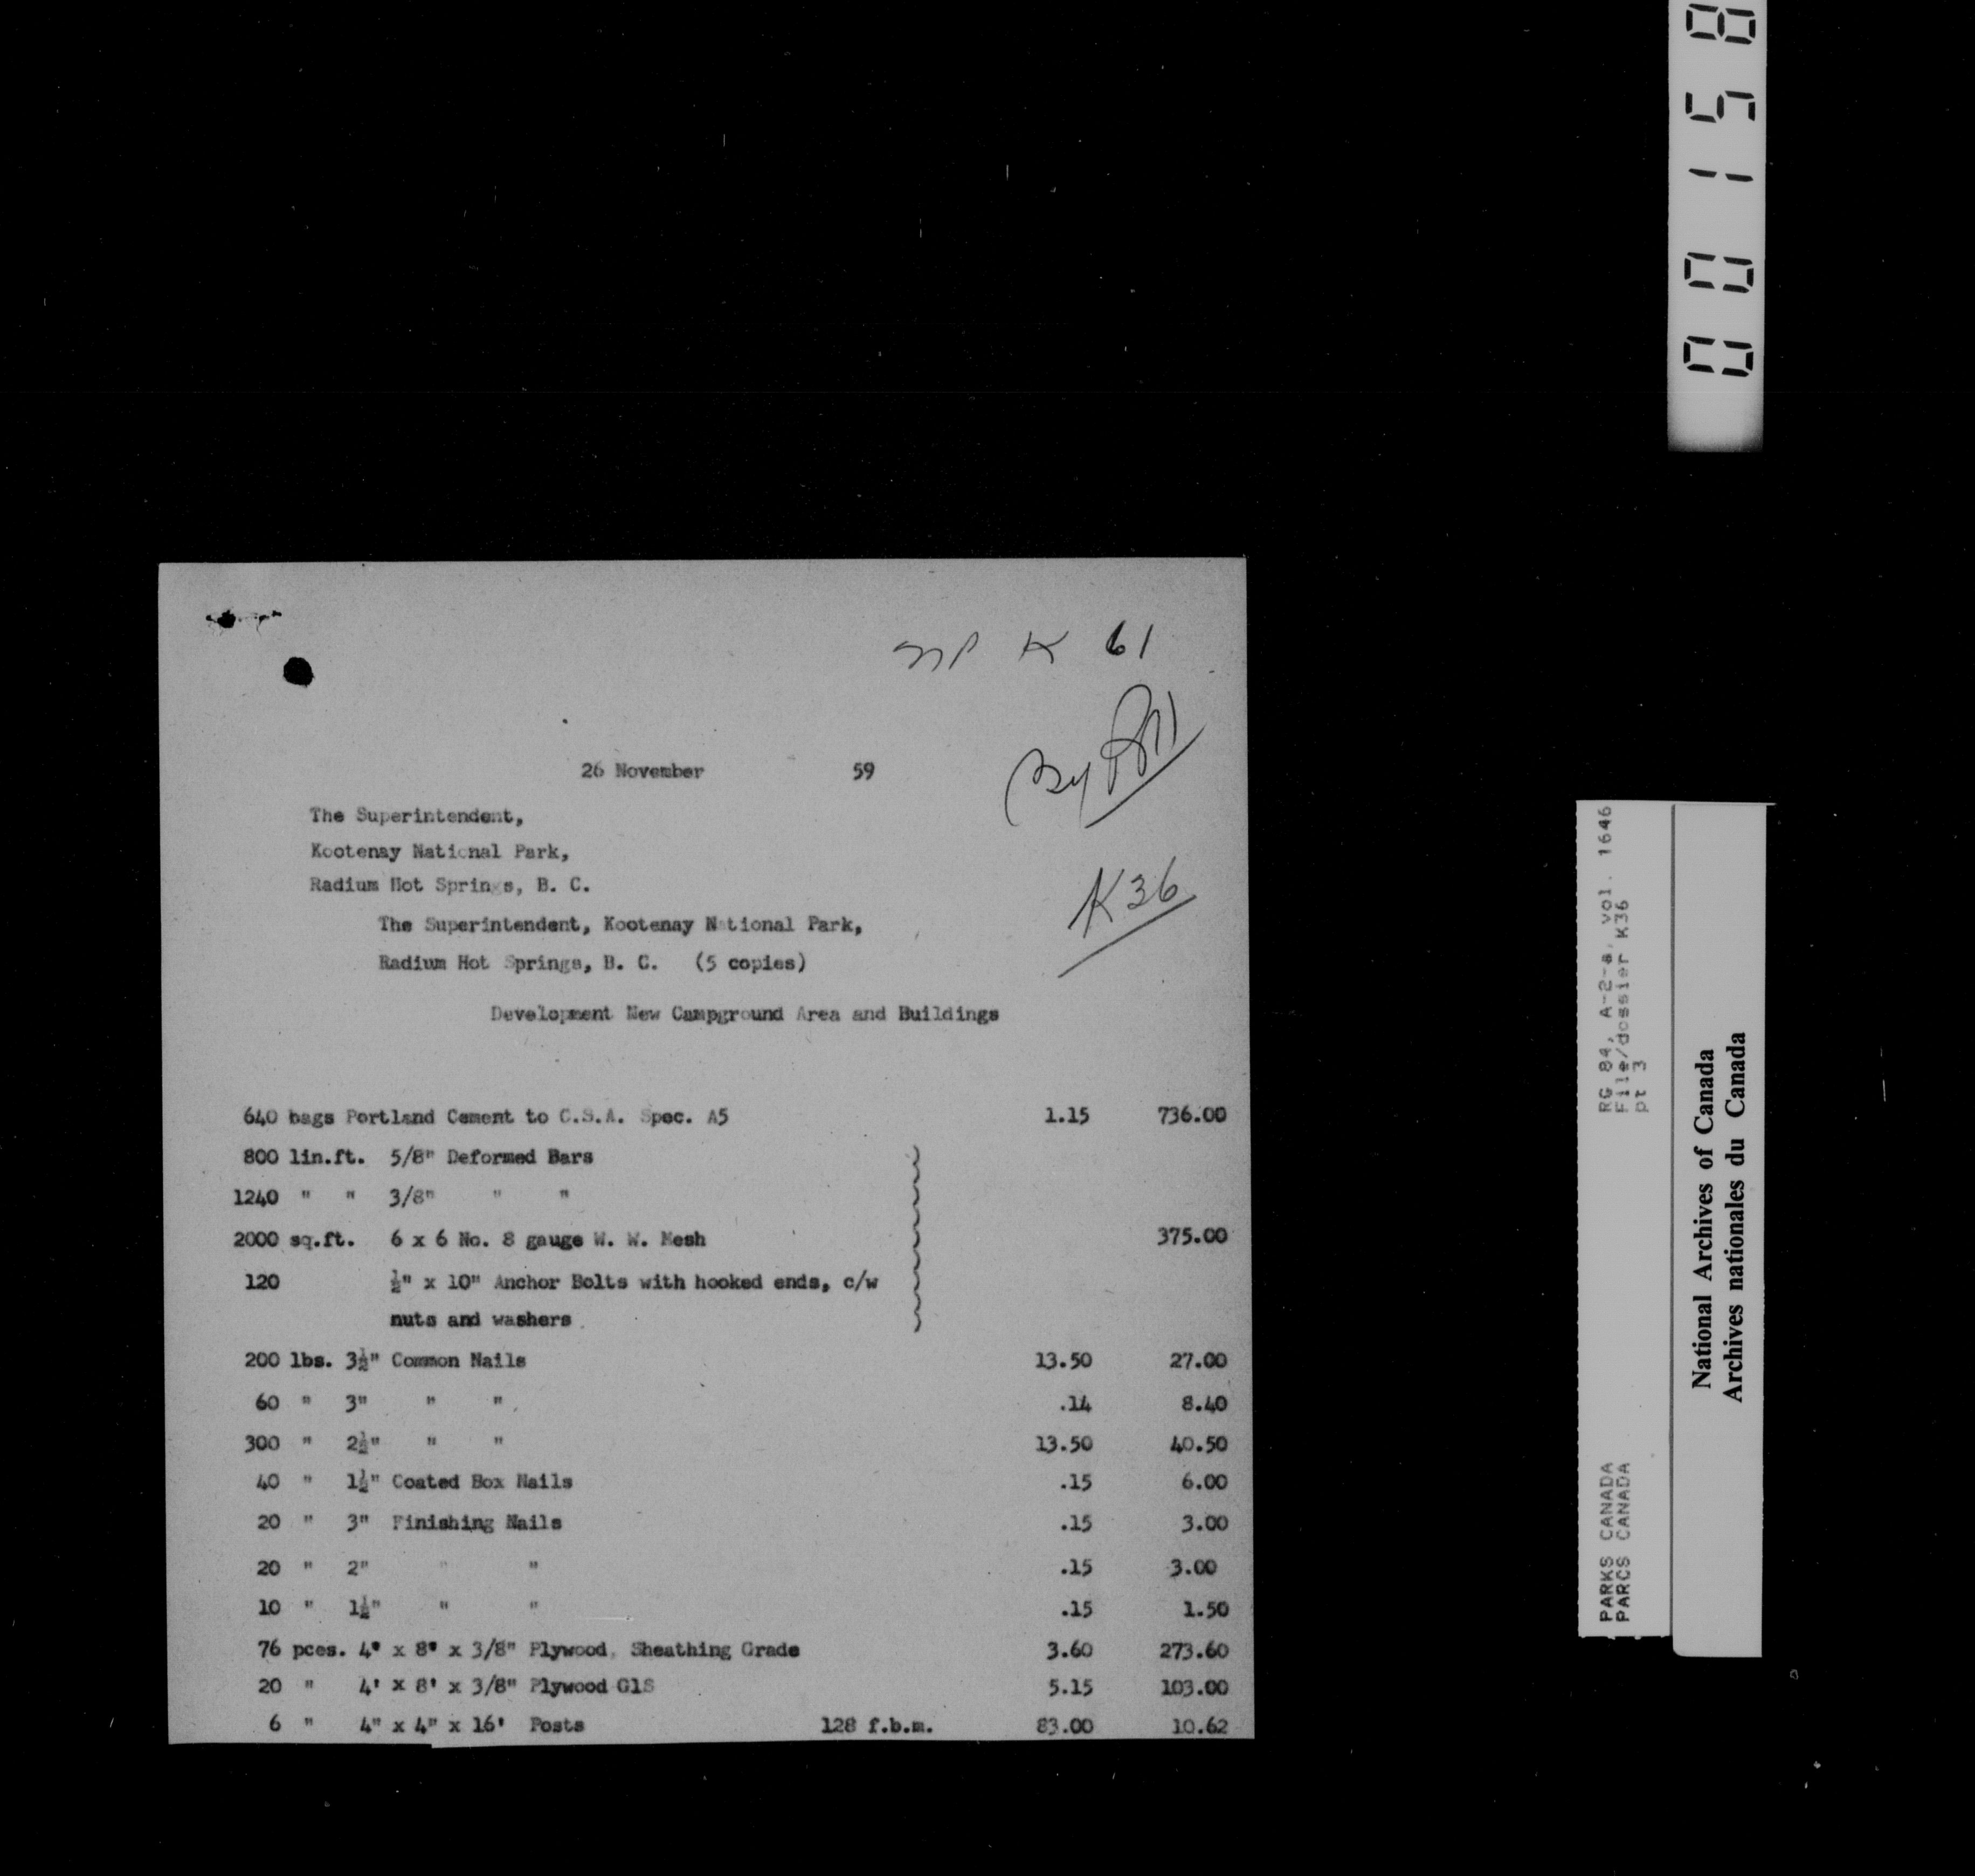 NP K 61
26 November 59
The Superintendent,
Kootenay National Park,
Radium Hot Springs, B. C.
K36
The Superintendent, Kootenay National Park,
Radium Hot Springs, B. C. (5 copies)
Development New Campground Area and Buildings
640 bags Portland Cement to C.S.A. Spec. A5 1.15 736.00
800 lin.ft. 5/8" Deformed Bars
1240 " " 3/8" " "
2000 sq.ft. 6 x 6 No. 8 gauge W. W. Mesh 375.00
120 ½" x 10" Anchor Bolts with hooked ends, c/w
nuts and washers
200 lbs. 3½" Common Nails 13.50 27.00
60 " 3" " " .14 8.40
300 " 2½" " " 13.50 40.50
40 " 1½" Coated Box Nails .15 6.00
20 " 3" Finishing Nails .15 3.00
20 " 2" " " .15 3.00
10 " 1½" " " .15 1.50
76 pces. 4' x 8' x 3/8" Plywood, Sheathing Grade 3.60 273.60
20 " 4' x 8' x 3/8" Plywood G1S 5.15 103.00
6 " 4" x 4" x 16' Posts 128 f.b.m. 83.00 10.62
00158
RG 84, A-2-a, vol. 1646
File/dossier K36
pt 3
PARKS CANADA
PARCS CANADA
National Archives of Canada
Archives nationales du Canada